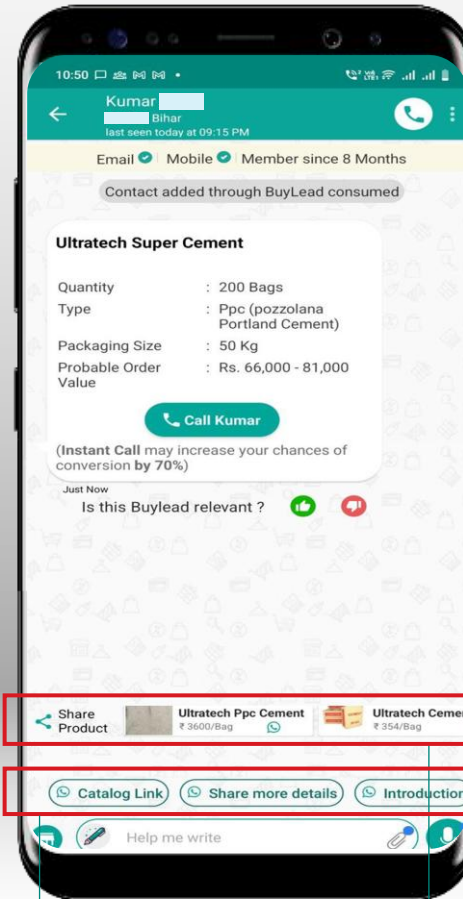 10:50
Kumar
Bihar
last seen today at 09:15 PM
Email Mobile Member since 8 Months
Contact added through BuyLead consumed
Ultratech Super Cement
Quantity : 200 Bags
Type : Ppc (pozzolana
Portland Cement)
Packaging Size : 50 Kg
Probable Order : Rs. 66,000 - 81,000
Value
Call Kumar
(Instant Call may increase your chances of
conversion by 70%)
Just Now
Is this Buylead relevant ?
Share Ultratech Ppc Cement Ultratech Cemen
Product ₹ 3600/Bag ₹ 354/Bag
Catalog Link Share more details Introduction
Help me write